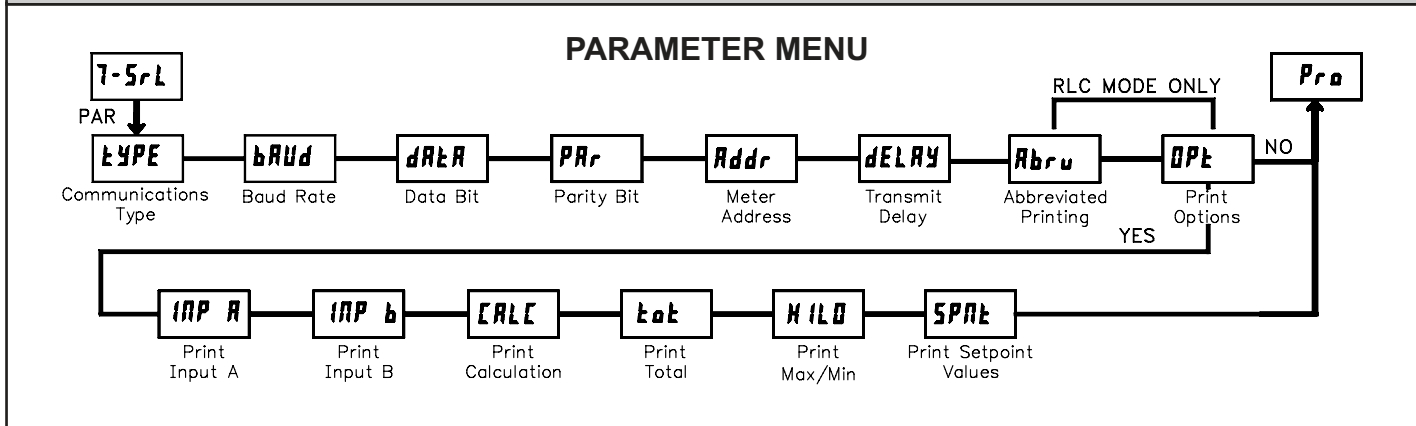 PARAMETER MENU
7-SrL
Pro
PAR
RLC MODE ONLY
tYPE
bAUd
dAtA
PAr
Addr
dELAY
Abrv
OPt
NO
Communications
Type
Baud Rate
Data Bit
Parity Bit
Meter
Address
Transmit
Delay
Abbreviated
Printing
Print
Options
YES
INP A
INP b
CALC
tot
HILO
SPNt
Print
Input A
Print
Input B
Print
Calculation
Print
Total
Print
Max/Min
Print Setpoint
Values